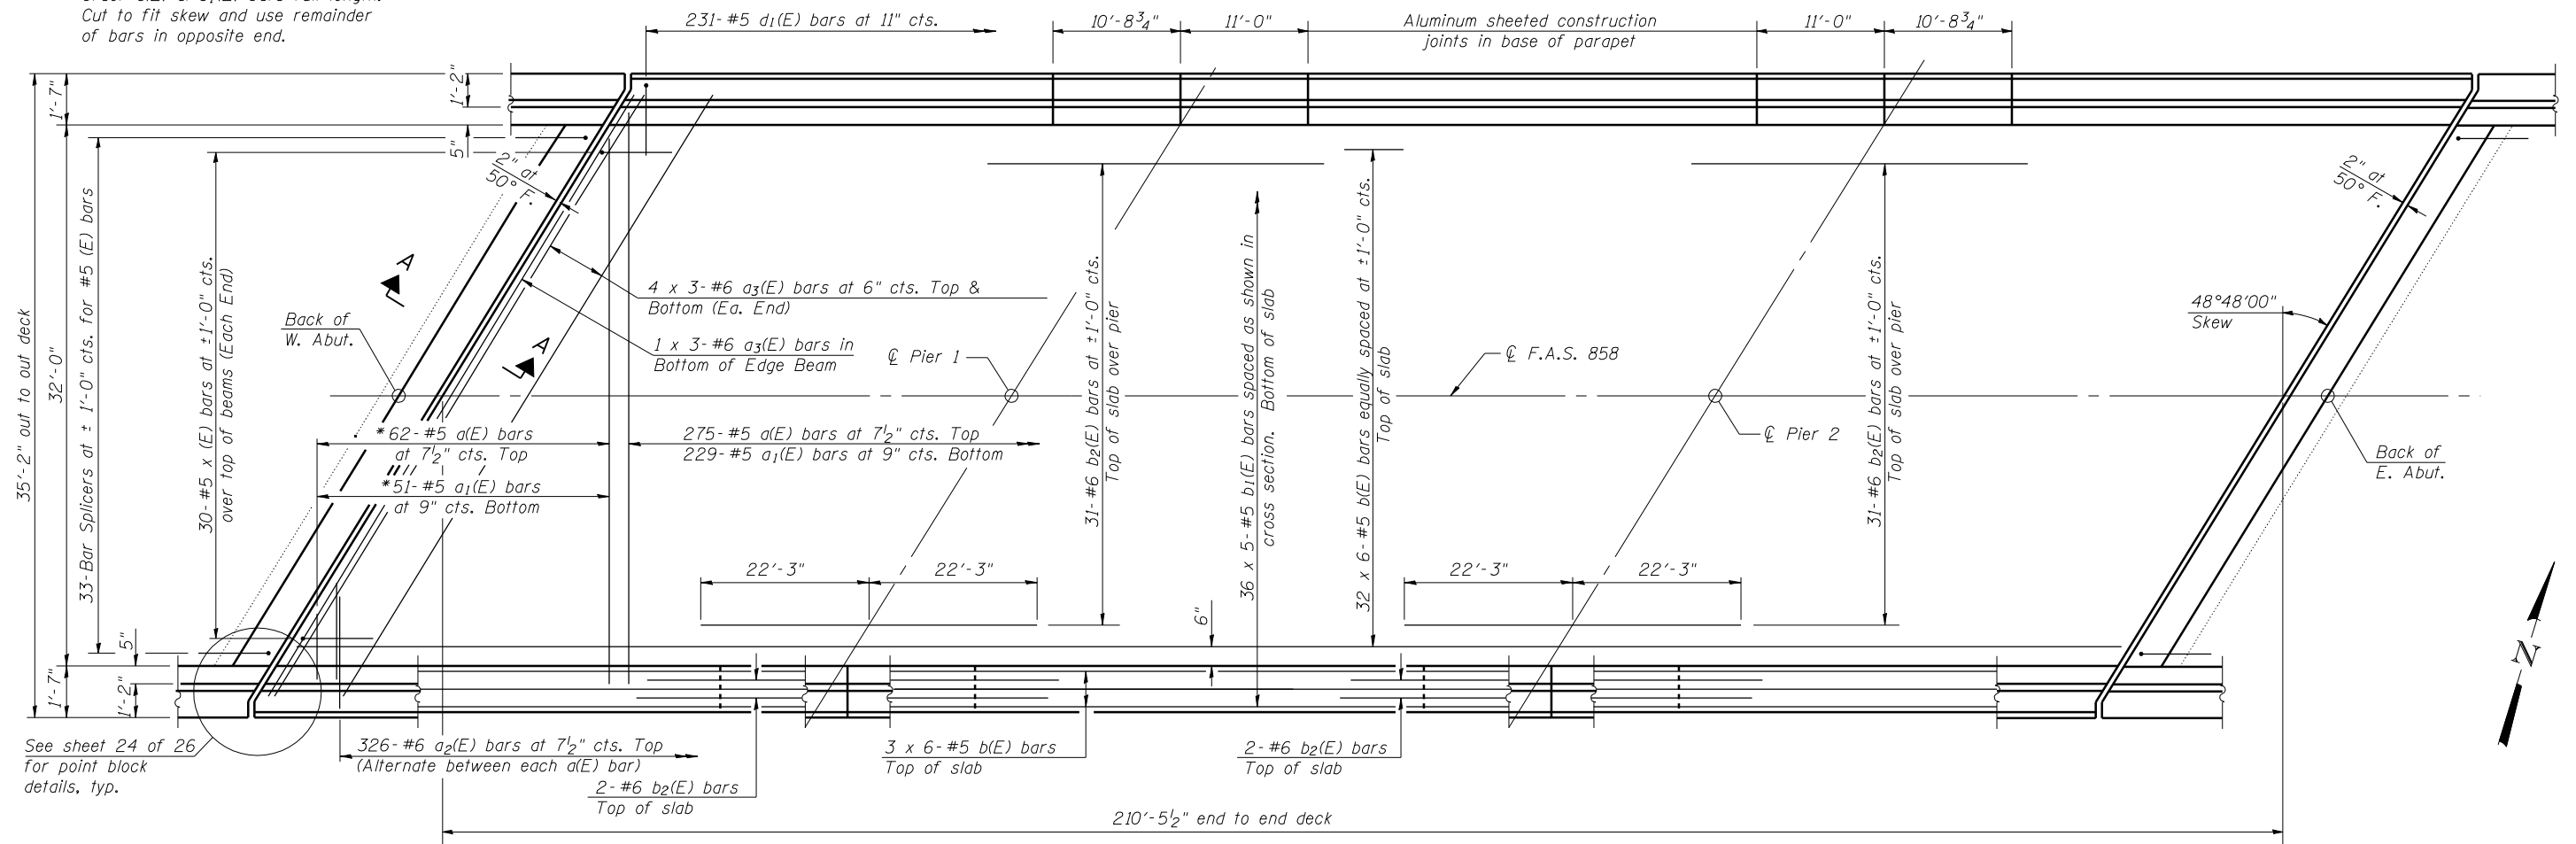 Cut to fit skew and use remainder
of bars in opposite end.
231-#5 d1(E) bars at 11" cts.
10'-8 3/4"
11'-0"
Aluminum sheeted construction
joints in base of parapet
11'-0"
10'-8 3/4"
1'-7"
1'-2"
5"
2" at
50° F.
2" at
50° F.
35'-2" out to out deck
32'-0"
33-Bar Splicers at ± 1'-0" cts. for #5 (E) bars
30-#5 x (E) bars at ±1'-0" cts.
over top of beams (Each End)
A
A
Back of
W. Abut.
4 x 3-#6 a3(E) bars at 6" cts. Top &
Bottom (Ea. End)
1 x 3-#6 a3(E) bars in
Bottom of Edge Beam
℄ Pier 1
31-#6 b2(E) bars at ±1'-0" cts.
Top of slab over pier
36 x 5-#5 b1(E) bars spaced as shown in
cross section. Bottom of slab
32 x 6-#5 b(E) bars equally spaced at ±1'-0" cts.
Top of slab
℄ F.A.S. 858
31-#6 b2(E) bars at ±1'-0" cts.
Top of slab over pier
48°48'00"
Skew
℄ Pier 2
Back of
E. Abut.
*62-#5 a(E) bars
at 7 1/2" cts. Top
275-#5 a(E) bars at 7 1/2" cts. Top
229-#5 a1(E) bars at 9" cts. Bottom
*51-#5 a1(E) bars
at 9" cts. Bottom
22'-3"
22'-3"
22'-3"
22'-3"
6"
5"
1'-7"
1'-2"
See sheet 24 of 26
for point block
details, typ.
326-#6 a2(E) bars at 7 1/2" cts. Top
(Alternate between each a(E) bar)
2-#6 b2(E) bars
Top of slab
3 x 6-#5 b(E) bars
Top of slab
2-#6 b2(E) bars
Top of slab
210'-5 1/2" end to end deck
N